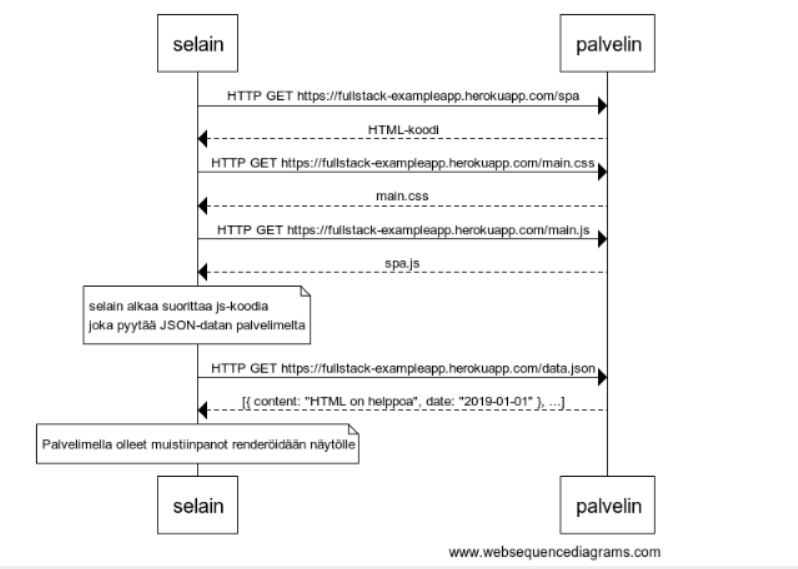 selain
palvelin
HTTP GET https://fullstack-exampleapp.herokuapp.com/spa
HTML-koodi
HTTP GET https://fullstack-exampleapp.herokuapp.com/main.css
main.css
HTTP GET https://fullstack-exampleapp.herokuapp.com/main.js
spa.js
selain alkaa suorittaa js-koodia
joka pyytää JSON-datan palvelimelta
HTTP GET https://fullstack-exampleapp.herokuapp.com/data.json
[{ content: "HTML on helppoa", date: "2019-01-01" }, ...]
Palvelimella olleet muistiinpanot renderöidään näytölle
selain
palvelin
www.websequencediagrams.com